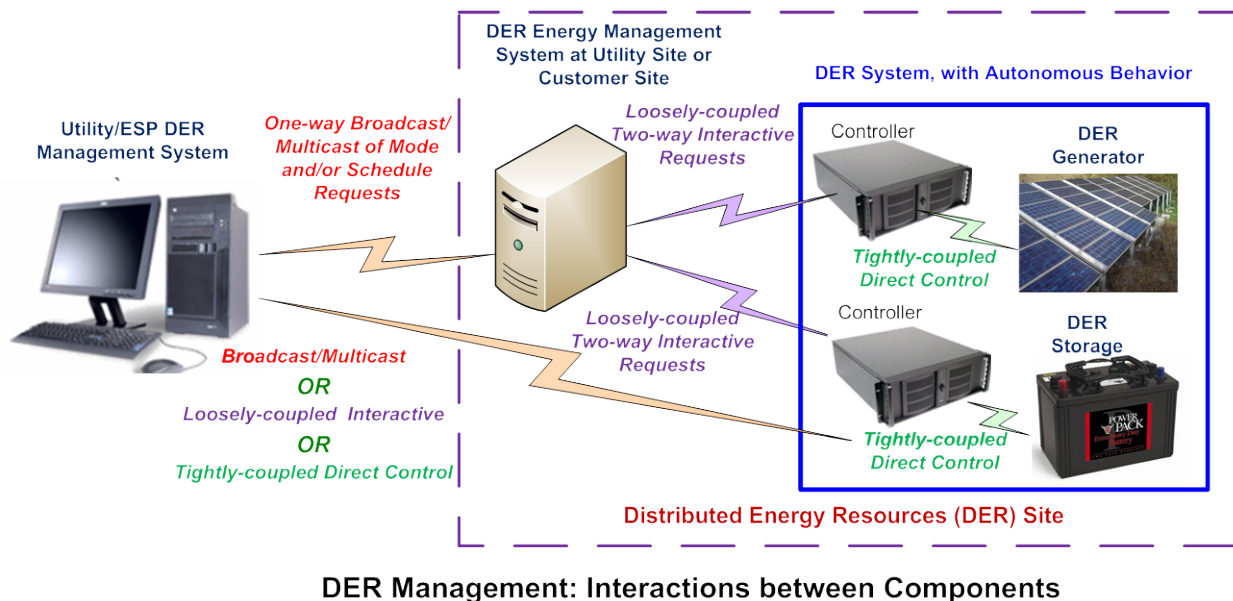 DER Energy Management
System at Utility Site or
Customer Site
DER System, with Autonomous Behavior
Utility/ESP DER
Management System
One-way Broadcast/
Multicast of Mode
and/or Schedule
Requests
Loosely-coupled
Two-way Interactive
Requests
Controller
DER
Generator
Tightly-coupled
Direct Control
Loosely-coupled
Two-way Interactive
Requests
Controller
DER
Storage
POWER
PACK
Battery
Tightly-coupled
Direct Control
Broadcast/Multicast
OR
Loosely-coupled Interactive
OR
Tightly-coupled Direct Control
Distributed Energy Resources (DER) Site
DER Management: Interactions between Components